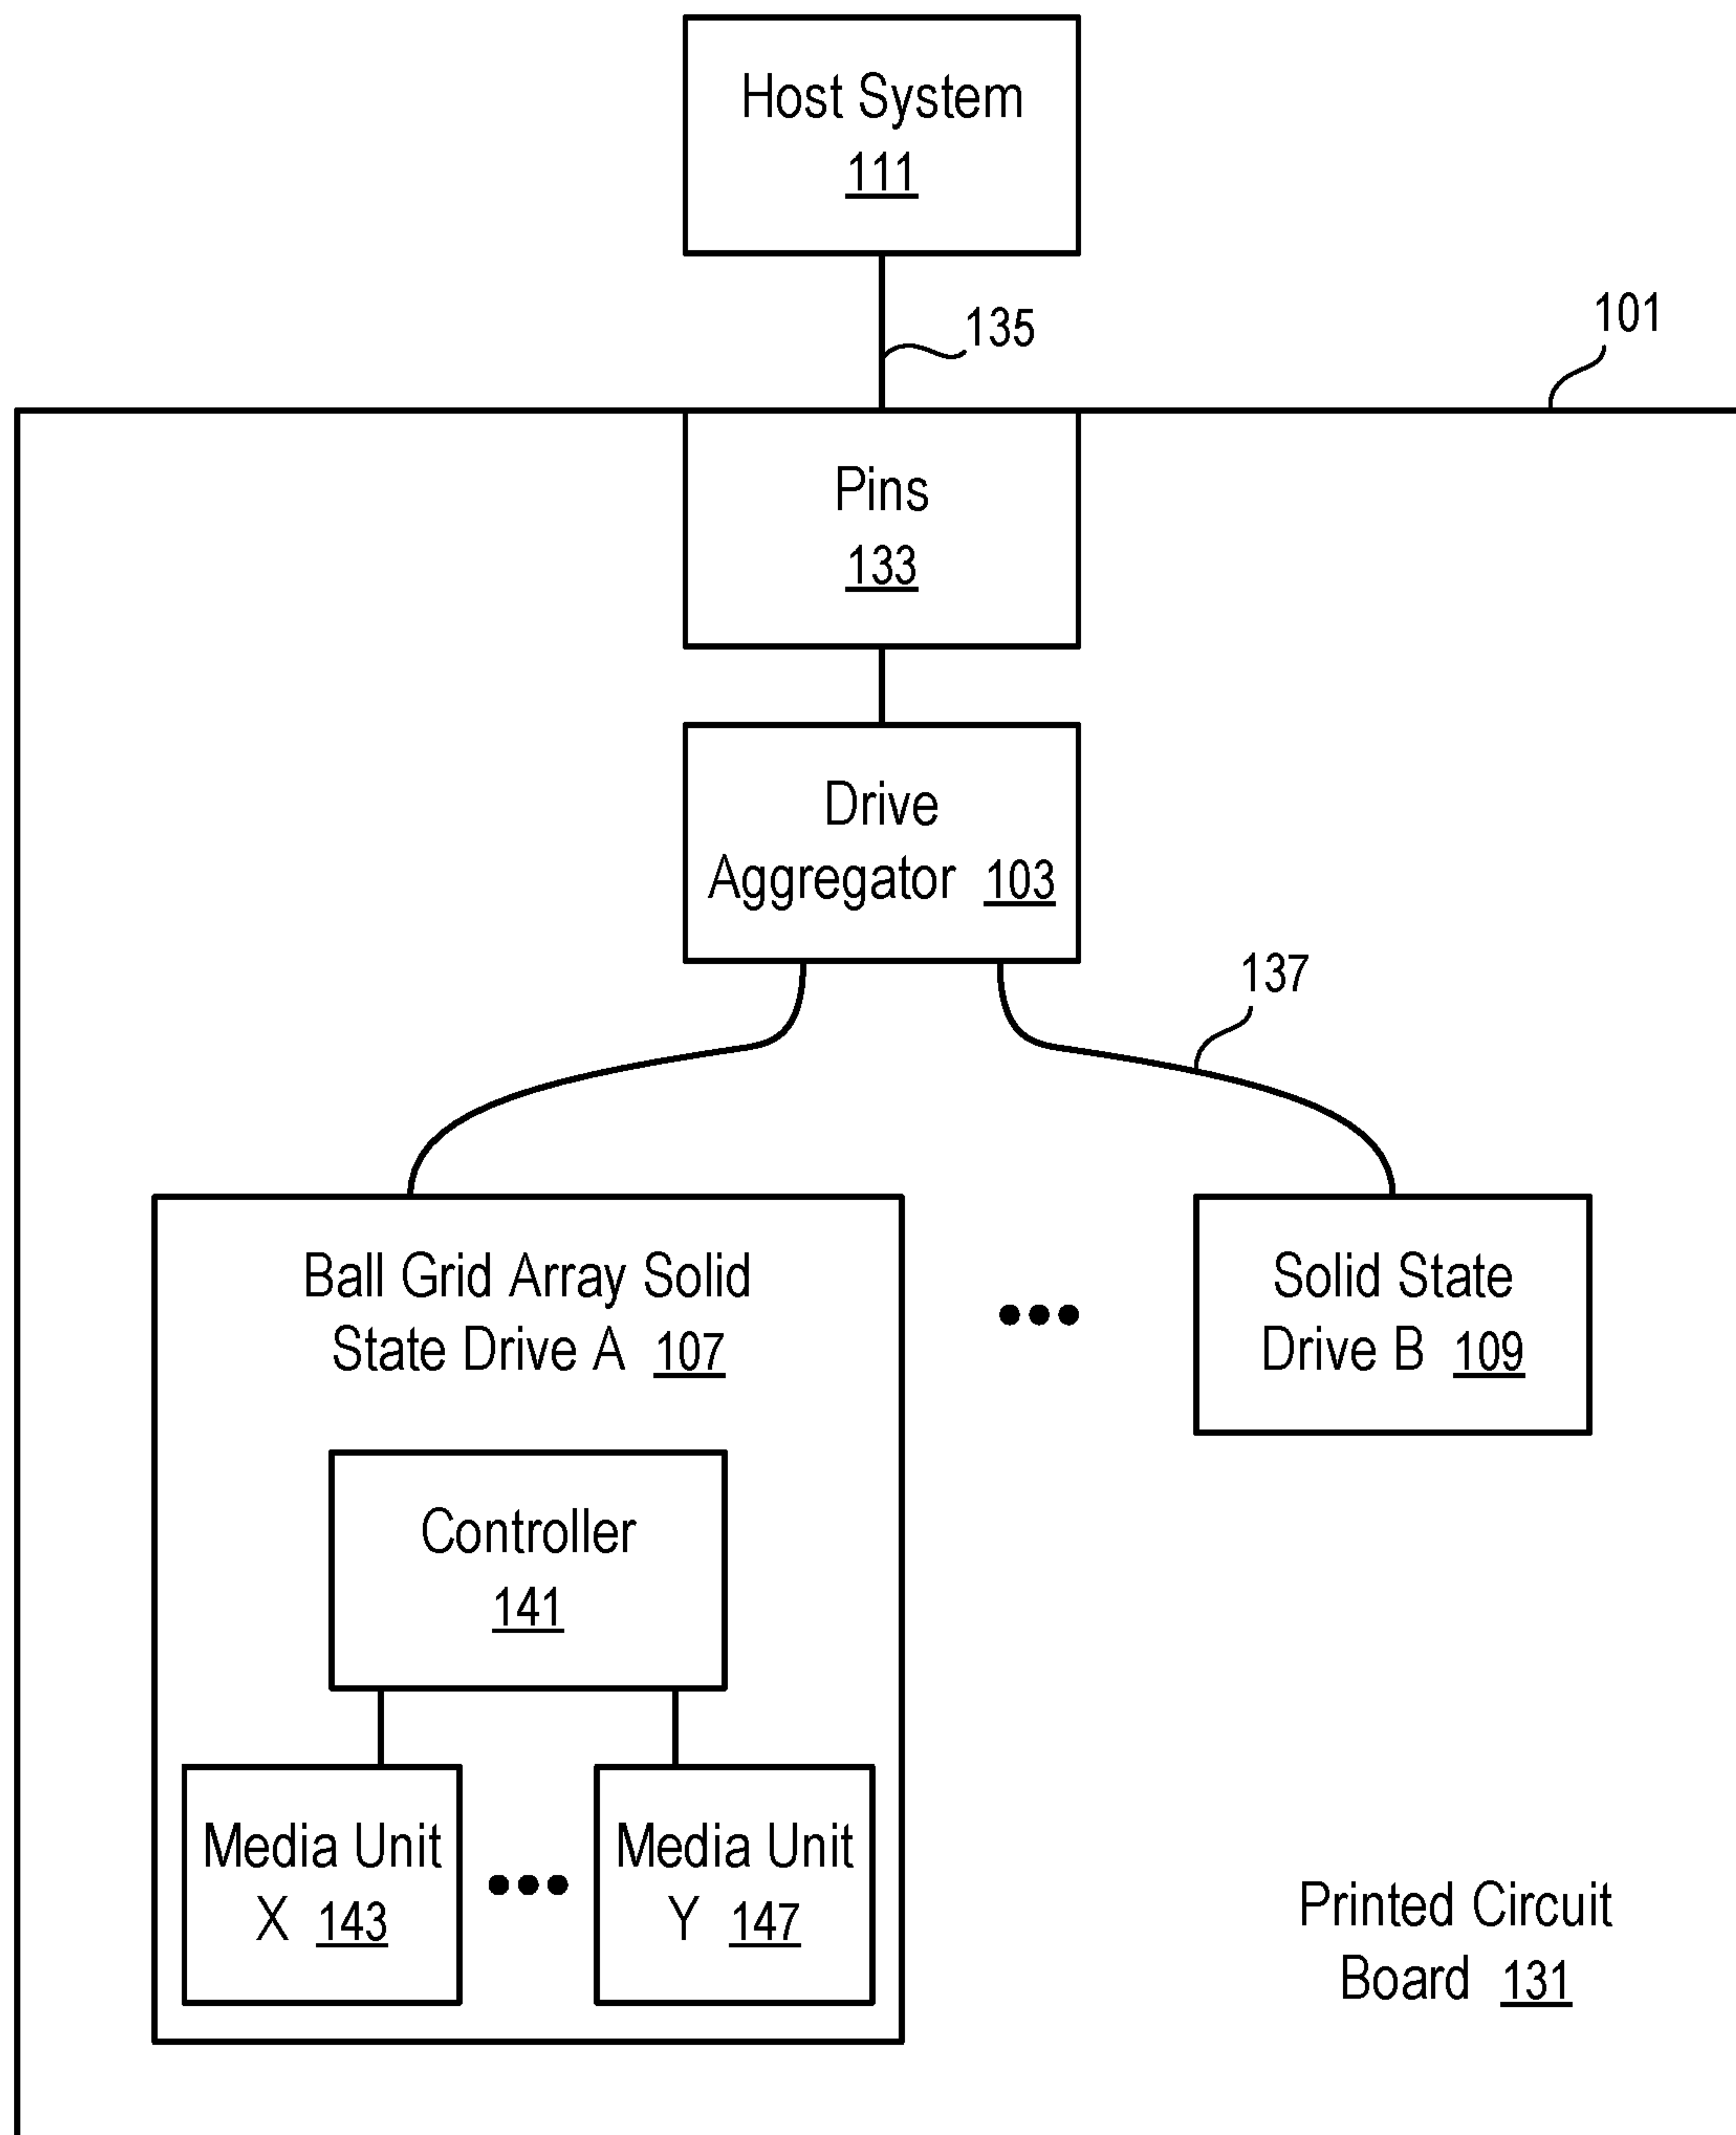 Host System
111
135
101
Pins
133
Drive
Aggregator 103
137
Ball Grid Array Solid
State Drive A 107
Solid State
Drive B 109
Controller
141
Media Unit
X 143
Media Unit
Y 147
Printed Circuit
Board 131